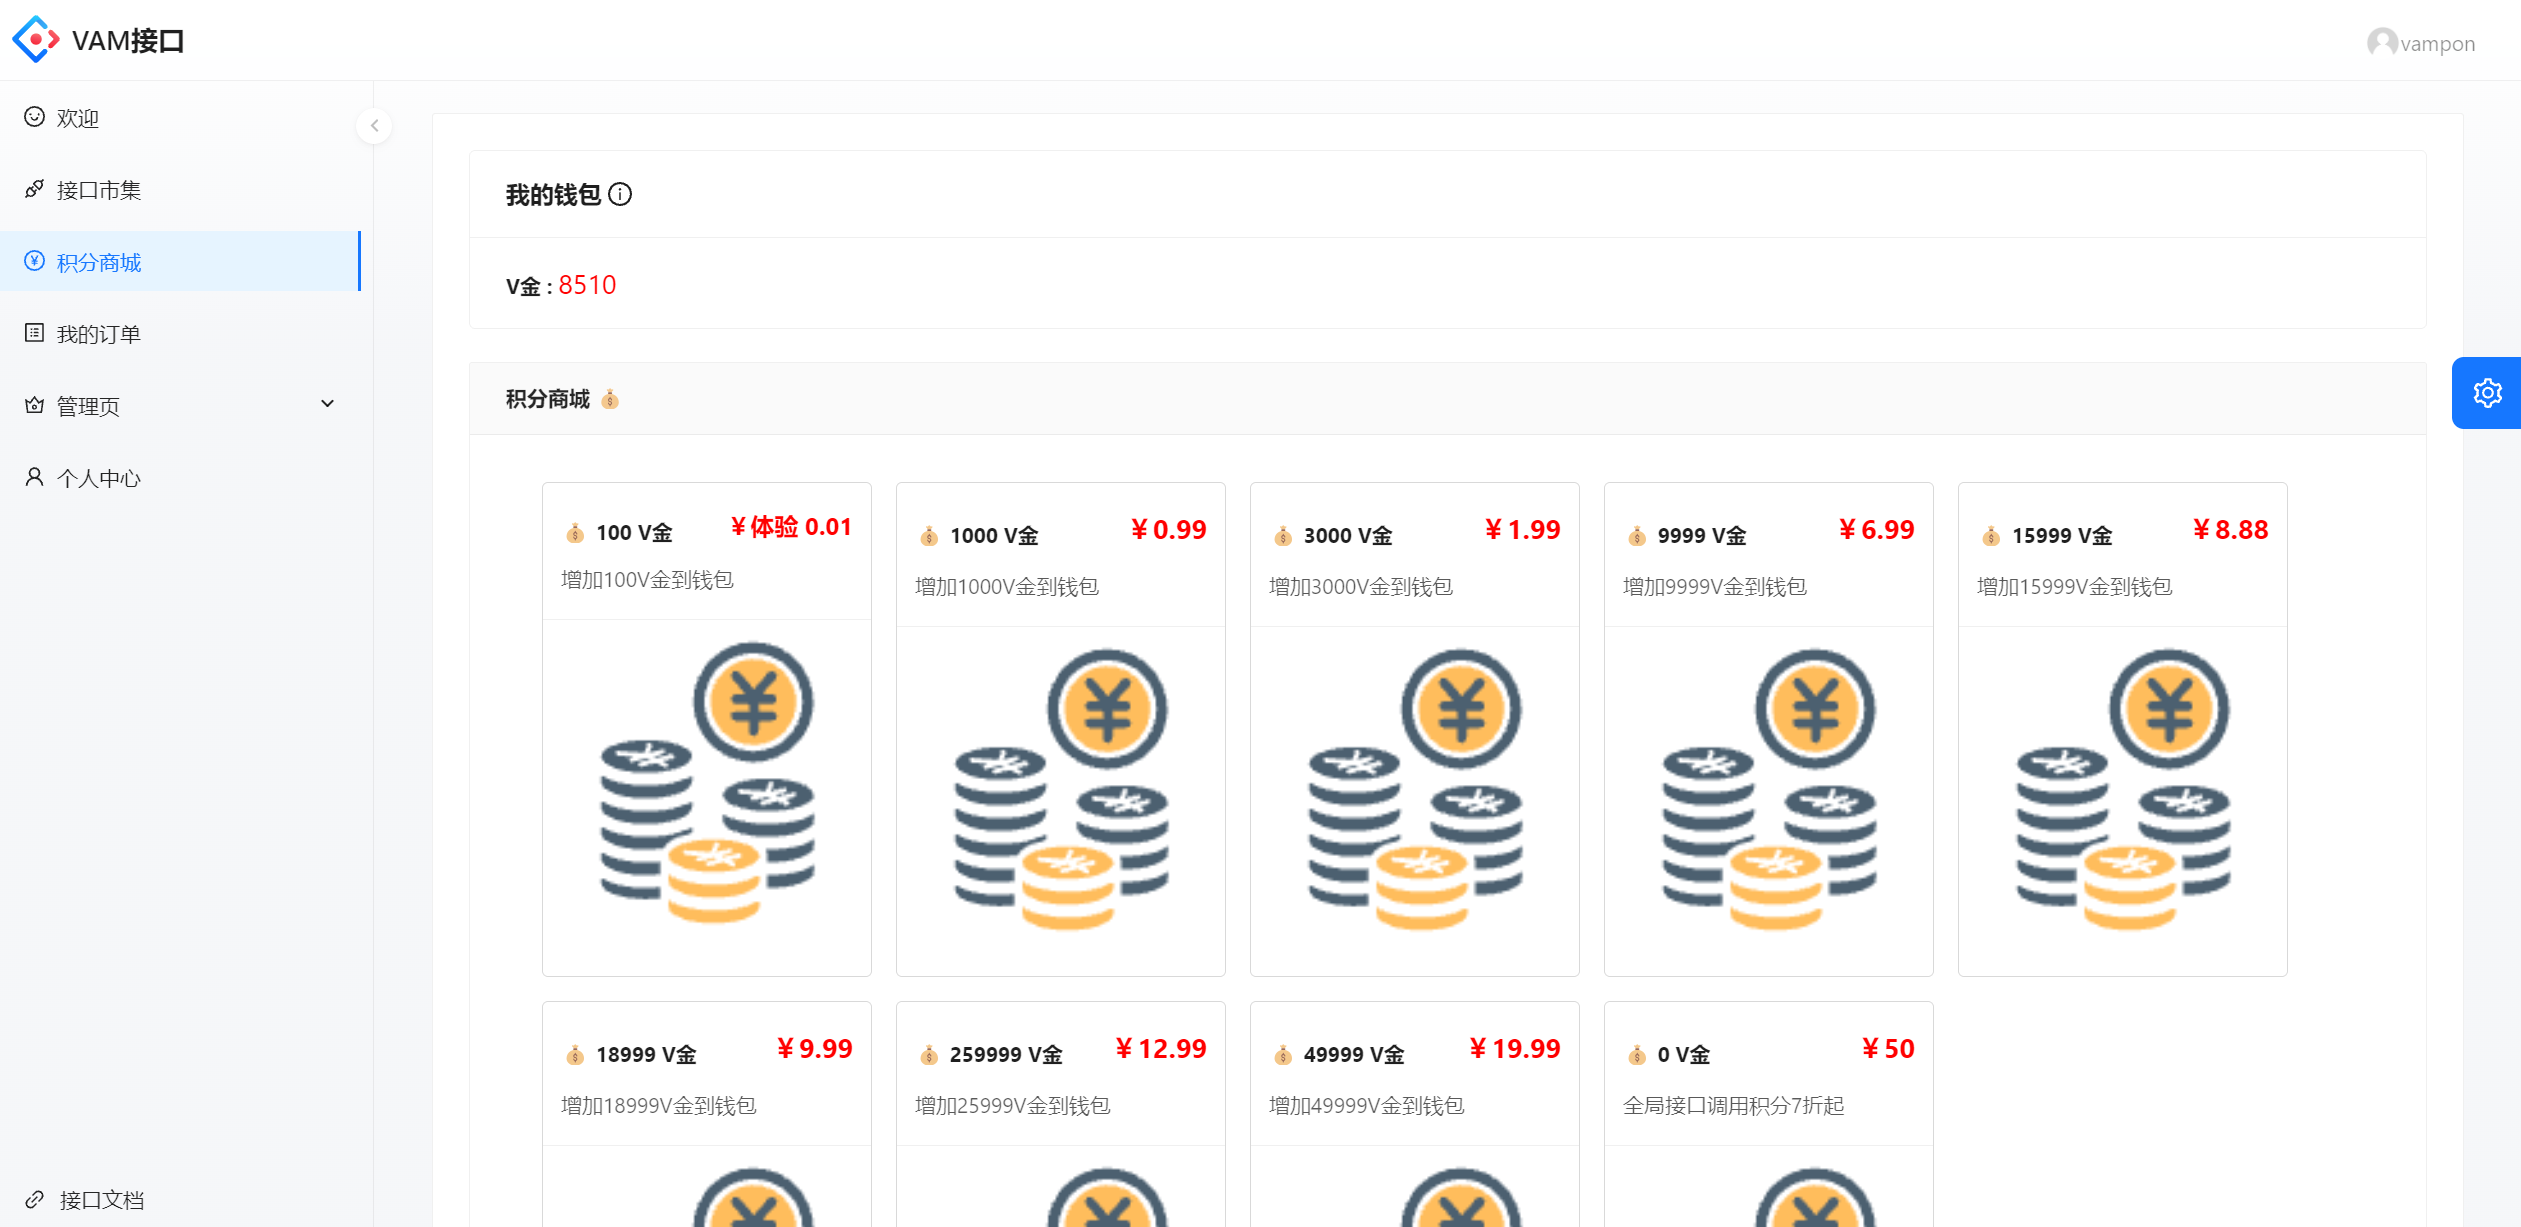 VAM接口
vampon
欢迎
接口市集
积分商城
我的订单
管理页
个人中心
接口文档
我的钱包
V金 : 8510
积分商城
100 V金
¥体验 0.01
增加100V金到钱包
1000 V金
¥0.99
增加1000V金到钱包
3000 V金
¥1.99
增加3000V金到钱包
9999 V金
¥6.99
增加9999V金到钱包
15999 V金
¥8.88
增加15999V金到钱包
18999 V金
¥9.99
增加18999V金到钱包
259999 V金
¥12.99
增加25999V金到钱包
49999 V金
¥19.99
增加49999V金到钱包
0 V金
¥50
全局接口调用积分7折起